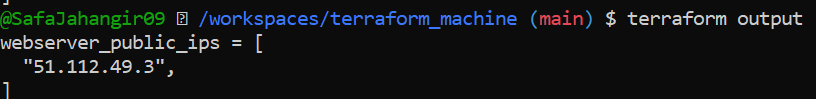 @SafaJahangir09 /workspaces/terraform_machine (main) $ terraform output
webserver_public_ips = [
  "51.112.49.3",
]